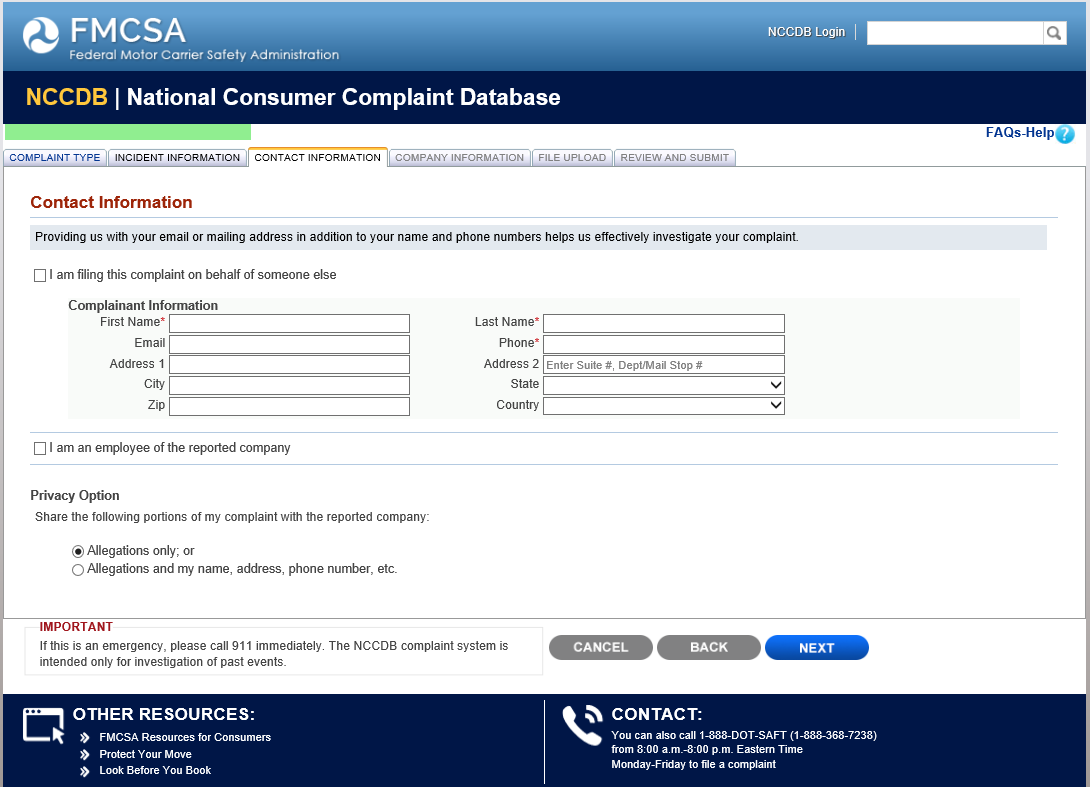 FMCSA
Federal Motor Carrier Safety Administration
NCCDB Login
NCCDB | National Consumer Complaint Database
FAQs-Help ?
COMPLAINT TYPE INCIDENT INFORMATION CONTACT INFORMATION COMPANY INFORMATION FILE UPLOAD REVIEW AND SUBMIT
Contact Information
Providing us with your email or mailing address in addition to your name and phone numbers helps us effectively investigate your complaint.
I am filing this complaint on behalf of someone else
Complainant Information
First Name* Last Name*
Email Phone*
Address 1 Address 2 Enter Suite #, Dept/Mail Stop #
City State
Zip Country
I am an employee of the reported company
Privacy Option
Share the following portions of my complaint with the reported company:
Allegations only; or
Allegations and my name, address, phone number, etc.
IMPORTANT
If this is an emergency, please call 911 immediately. The NCCDB complaint system is
intended only for investigation of past events.
CANCEL BACK NEXT
OTHER RESOURCES:
FMCSA Resources for Consumers
Protect Your Move
Look Before You Book
CONTACT:
You can also call 1-888-DOT-SAFT (1-888-368-7238)
from 8:00 a.m.-8:00 p.m. Eastern Time
Monday-Friday to file a complaint